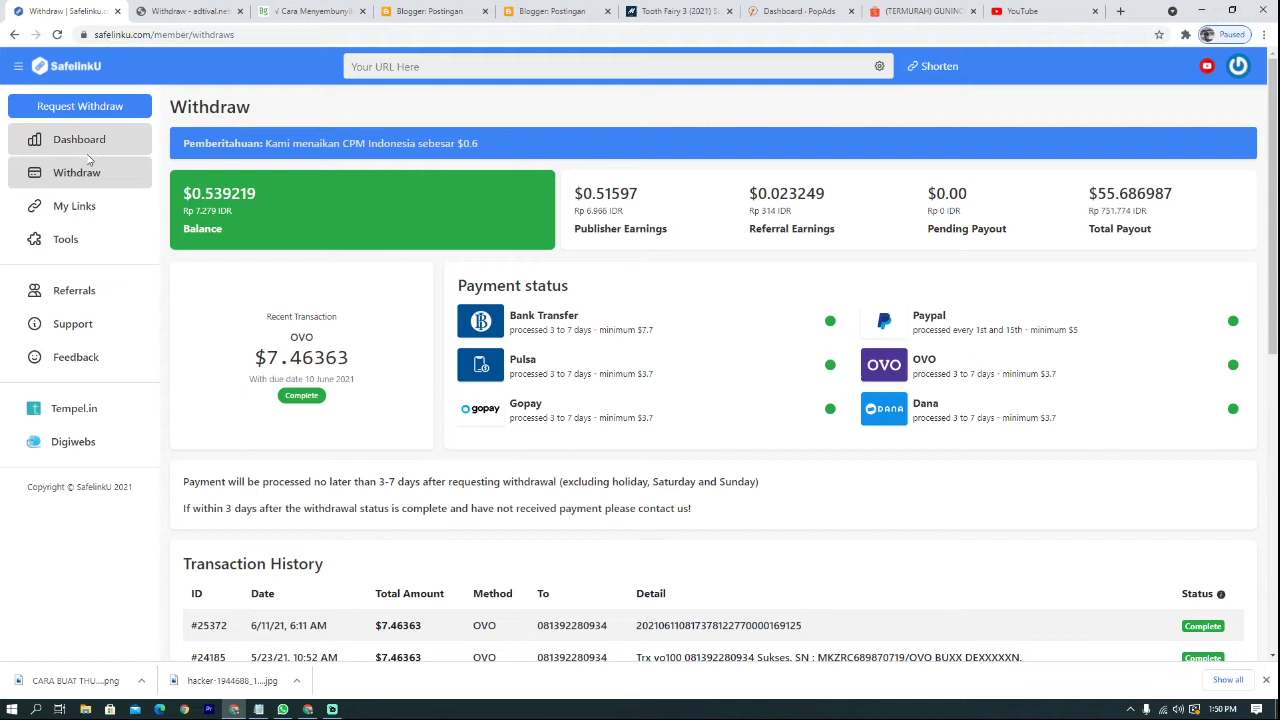 Withdraw | Safelinku.c
Withdraw - adtival.net
√ Cara Menyembunyi
Blogger: Postingan
Blogger: Postingan
Tooth Fairy 3 (2021) S
Dashboard - PopAds
(TERMURAH) GUNINC
YouTube
safelinku.com/member/withdraws
Paused
SafelinkU
Your URL Here
Shorten
Request Withdraw
Dashboard
Withdraw
My Links
Tools
Referrals
Support
Feedback
Tempel.in
Digiwebs
Copyright © SafelinkU 2021
Withdraw
Pemberitahuan: Kami menaikan CPM Indonesia sebesar $0.6
$0.539219
Rp 7.279 IDR
Balance
$0.51597
Rp 6.966 IDR
Publisher Earnings
$0.023249
Rp 314 IDR
Referral Earnings
$0.00
Rp 0 IDR
Pending Payout
$55.686987
Rp 751.774 IDR
Total Payout
Recent Transaction
OVO
$7.46363
With due date 10 June 2021
Complete
Payment status
Bank Transfer
processed 3 to 7 days - minimum $7.7
Paypal
processed every 1st and 15th - minimum $5
Pulsa
processed 3 to 7 days - minimum $3.7
OVO
OVO
processed 3 to 7 days - minimum $3.7
gopay
Gopay
processed 3 to 7 days - minimum $3.7
DANA
Dana
processed 3 to 7 days - minimum $3.7
Payment will be processed no later than 3-7 days after requesting withdrawal (excluding holiday, Saturday and Sunday)
If within 3 days after the withdrawal status is complete and have not received payment please contact us!
Transaction History
ID Date Total Amount Method To Detail Status
#25372 6/11/21, 6:11 AM $7.46363 OVO 081392280934 20210611081737812277000016912​5 Complete
#24185 5/23/21, 10:52 AM $7.46363 OVO 081392280934 Trx vo100 081392280934 Sukses. SN : MKZRC689870719/OVO BUXX DEXXXXXN. Complete
CARA BUAT THU....png
hacker-1944688_1....jpg
Show all
1:50 PM